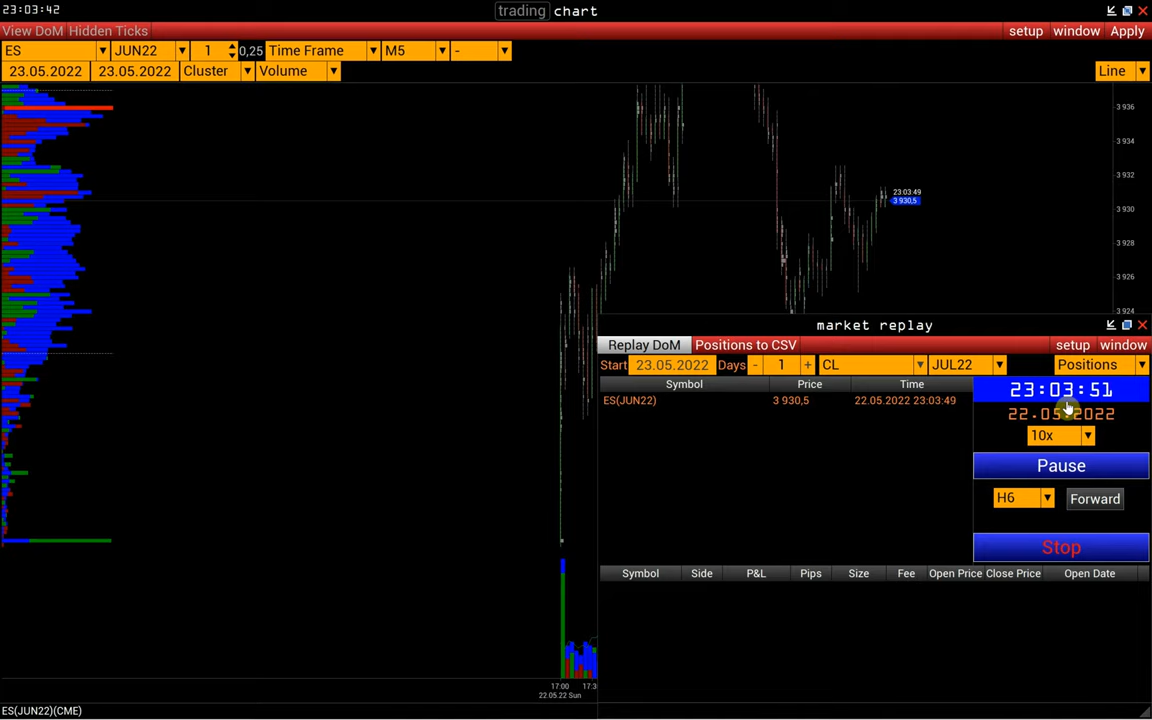 23:03:42
trading chart
View DoM Hidden Ticks
setup window Apply
ES JUN22 1 0,25 Time Frame M5 -
23.05.2022 23.05.2022 Cluster Volume
Line
3 936
3 934
3 932
23:03:49
3 930,5
3 930
3 928
3 926
3 924
market replay
Replay DoM Positions to CSV
setup window
Start 23.05.2022 Days - 1 + CL JUL22 Positions
Symbol Price Time
ES(JUN22) 3 930,5 22.05.2022 23:03:49
23:03:51
22.05.2022
10x
Pause
H6 Forward
Stop
Symbol Side P&L Pips Size Fee Open Price Close Price Open Date
17:00 17:3
22.05.22 Sun
ES(JUN22)(CME)